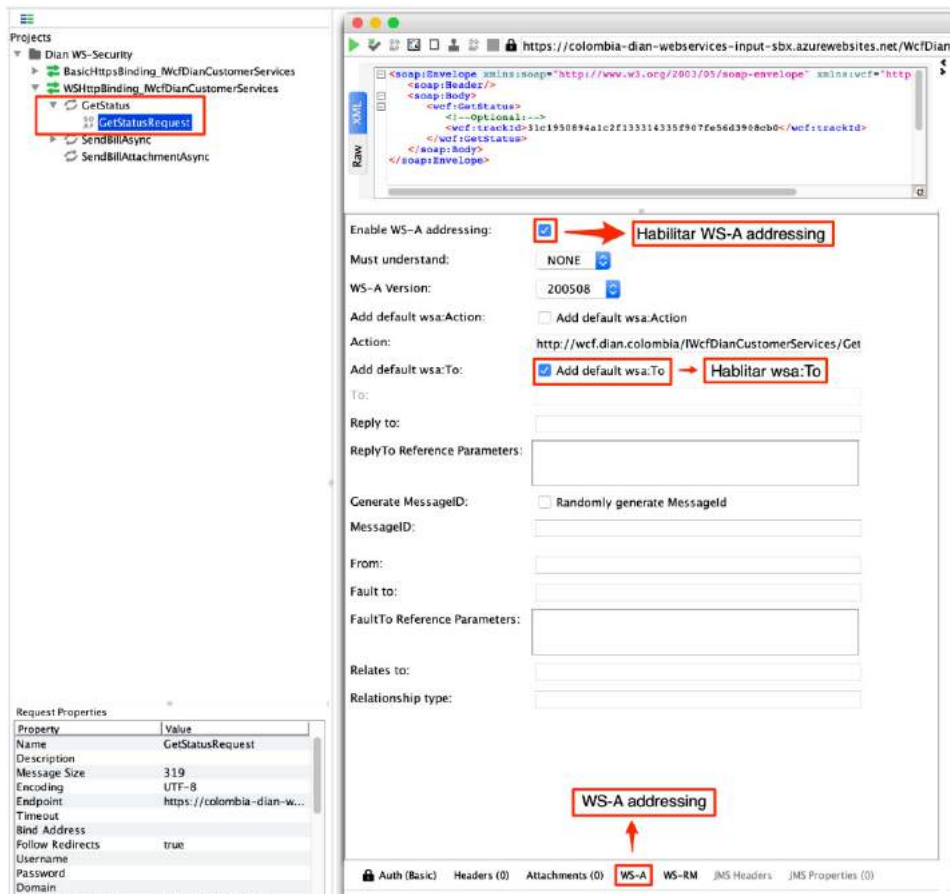 Projects
Dian WS-Security
BasicHttpsBinding_IWcfDianCustomerServices
WSHttpBinding_IWcfDianCustomerServices
GetStatus
GetStatusRequest
SendBillAsync
SendBillAttachmentAsync
Request Properties
Property Value
Name GetStatusRequest
Description
Message Size 319
Encoding UTF-8
Endpoint https://colombia-dian-w...
Timeout
Bind Address
Follow Redirects true
Username
Password
Domain
https://colombia-dian-webservices-input-sbx.azurewebsites.net/WcfDian
XML
Raw
<soap:Envelope xmlns:soap="http://www.w3.org/2003/05/soap-envelope" xmlns:wcf="http
<soap:Header/>
<soap:Body>
<wcf:GetStatus>
<!--Optional:-->
<wcf:trackId>31c1950894a1c2f133314335f907fe56d3908cb0</wcf:trackId>
</wcf:GetStatus>
</soap:Body>
</soap:Envelope>
Enable WS-A addressing: Habilitar WS-A addressing
Must understand: NONE
WS-A Version: 200508
Add default wsa:Action: Add default wsa:Action
Action: http://wcf.dian.colombia/IWcfDianCustomerServices/Get
Add default wsa:To: Add default wsa:To Hablitar wsa:To
To:
Reply to:
ReplyTo Reference Parameters:
Generate MessageID: Randomly generate MessageId
MessageID:
From:
Fault to:
FaultTo Reference Parameters:
Relates to:
Relationship type:
WS-A addressing
Auth (Basic) Headers (0) Attachments (0) WS-A WS-RM JMS Headers JMS Properties (0)